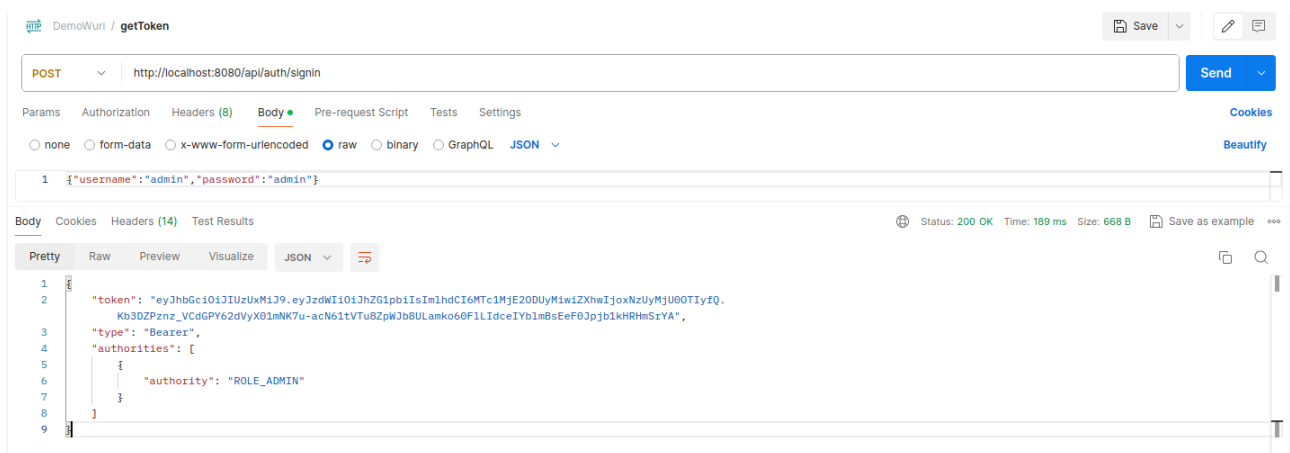 HTTP DemoWurl / getToken Save
POST http://localhost:8080/api/auth/signin Send
Params Authorization Headers (8) Body Pre-request Script Tests Settings Cookies
none form-data x-www-form-urlencoded raw binary GraphQL JSON Beautify
1 {"username":"admin","password":"admin"}
Body Cookies Headers (14) Test Results Status: 200 OK Time: 189 ms Size: 668 B Save as example
Pretty Raw Preview Visualize JSON
1 {
2 "token": "eyJhbGciOiJIUzUxMiJ9.eyJzdWIiOiJhZG1pbiIsImlhdCI6MTc1MjE2ODUyMiwiZXhwIjoxNzUyMjU0OTIyfQ.
Kb3DZPznz_VCdGPY62dVyX01mNK7u-acN61tVTu8ZpWJb8ULamko60FlLIdceIYblmBsEeF0Jpjb1kHRHmSrYA",
3 "type": "Bearer",
4 "authorities": [
5 {
6 "authority": "ROLE_ADMIN"
7 }
8 ]
9 }